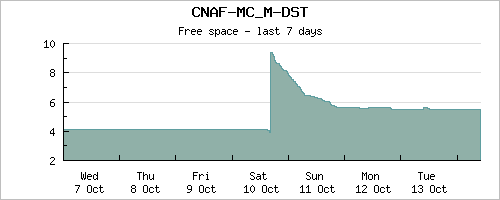 CNAF-MC_M-DST
Free space - last 7 days
10
8
6
4
2
Wed Thu Fri Sat Sun Mon Tue
7 Oct 8 Oct 9 Oct 10 Oct 11 Oct 12 Oct 13 Oct